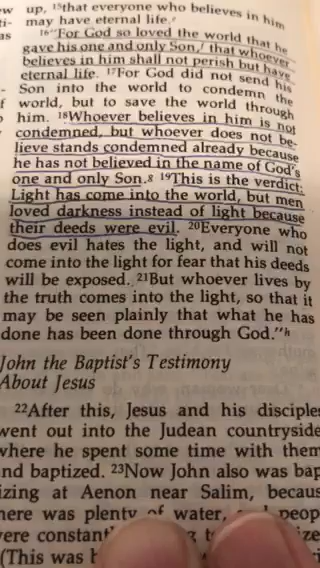 w up, ¹⁵that everyone who believes in him
ti- may have eternal life.ᶠ
as ¹⁶"For God so loved the world that he
gave his one and only Son,ᶠ that whoever
believes in him shall not perish but have
eternal life. ¹⁷For God did not send his
- Son into the world to condemn the
f world, but to save the world through
him. ¹⁸Whoever believes in him is not
condemned, but whoever does not be-
lieve stands condemned already because
he has not believed in the name of God's
one and only Son.ᵍ ¹⁹This is the verdict:
Light has come into the world, but men
loved darkness instead of light because
their deeds were evil. ²⁰Everyone who
does evil hates the light, and will not
come into the light for fear that his deeds
will be exposed. ²¹But whoever lives by
the truth comes into the light, so that it
may be seen plainly that what he has
done has been done through God."ʰ
John the Baptist's Testimony
About Jesus
²²After this, Jesus and his disciples
went out into the Judean countryside
where he spent some time with them
nd baptized. ²³Now John also was bap
izing at Aenon near Salim, becaus
here was plenty of water, peop
were constant
(This was